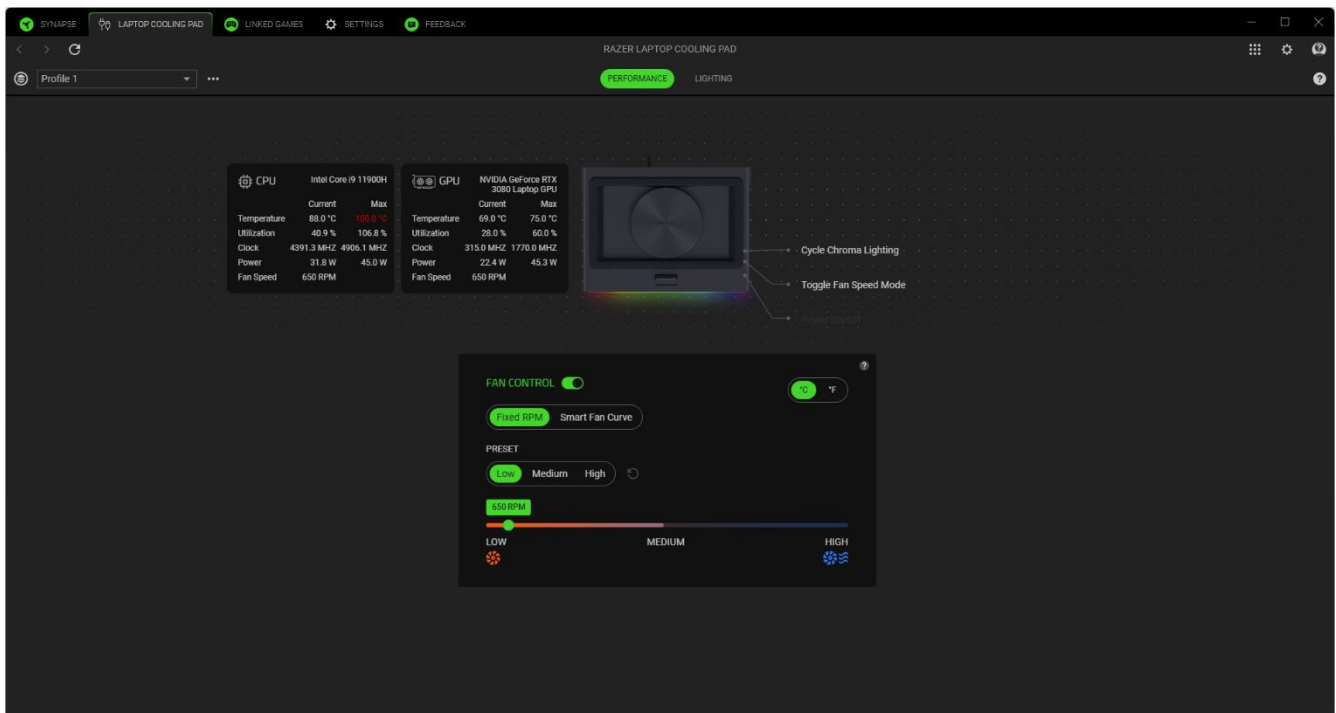 SYNAPSE
LAPTOP COOLING PAD
LINKED GAMES
SETTINGS
FEEDBACK
RAZER LAPTOP COOLING PAD
Profile 1
PERFORMANCE
LIGHTING
CPU Intel Core i9 11900H
Current Max
Temperature 88.0 °C 100.0 °C
Utilization 40.9 % 106.8 %
Clock 4391.3 MHZ 4906.1 MHZ
Power 31.8 W 45.0 W
Fan Speed 650 RPM
GPU NVIDIA GeForce RTX
3080 Laptop GPU
Current Max
Temperature 69.0 °C 75.0 °C
Utilization 28.0 % 60.0 %
Clock 315.0 MHZ 1770.0 MHZ
Power 22.4 W 45.3 W
Fan Speed 650 RPM
Cycle Chroma Lighting
Toggle Fan Speed Mode
Power On/Off
FAN CONTROL
°C °F
Fixed RPM Smart Fan Curve
PRESET
Low Medium High
650 RPM
LOW MEDIUM HIGH